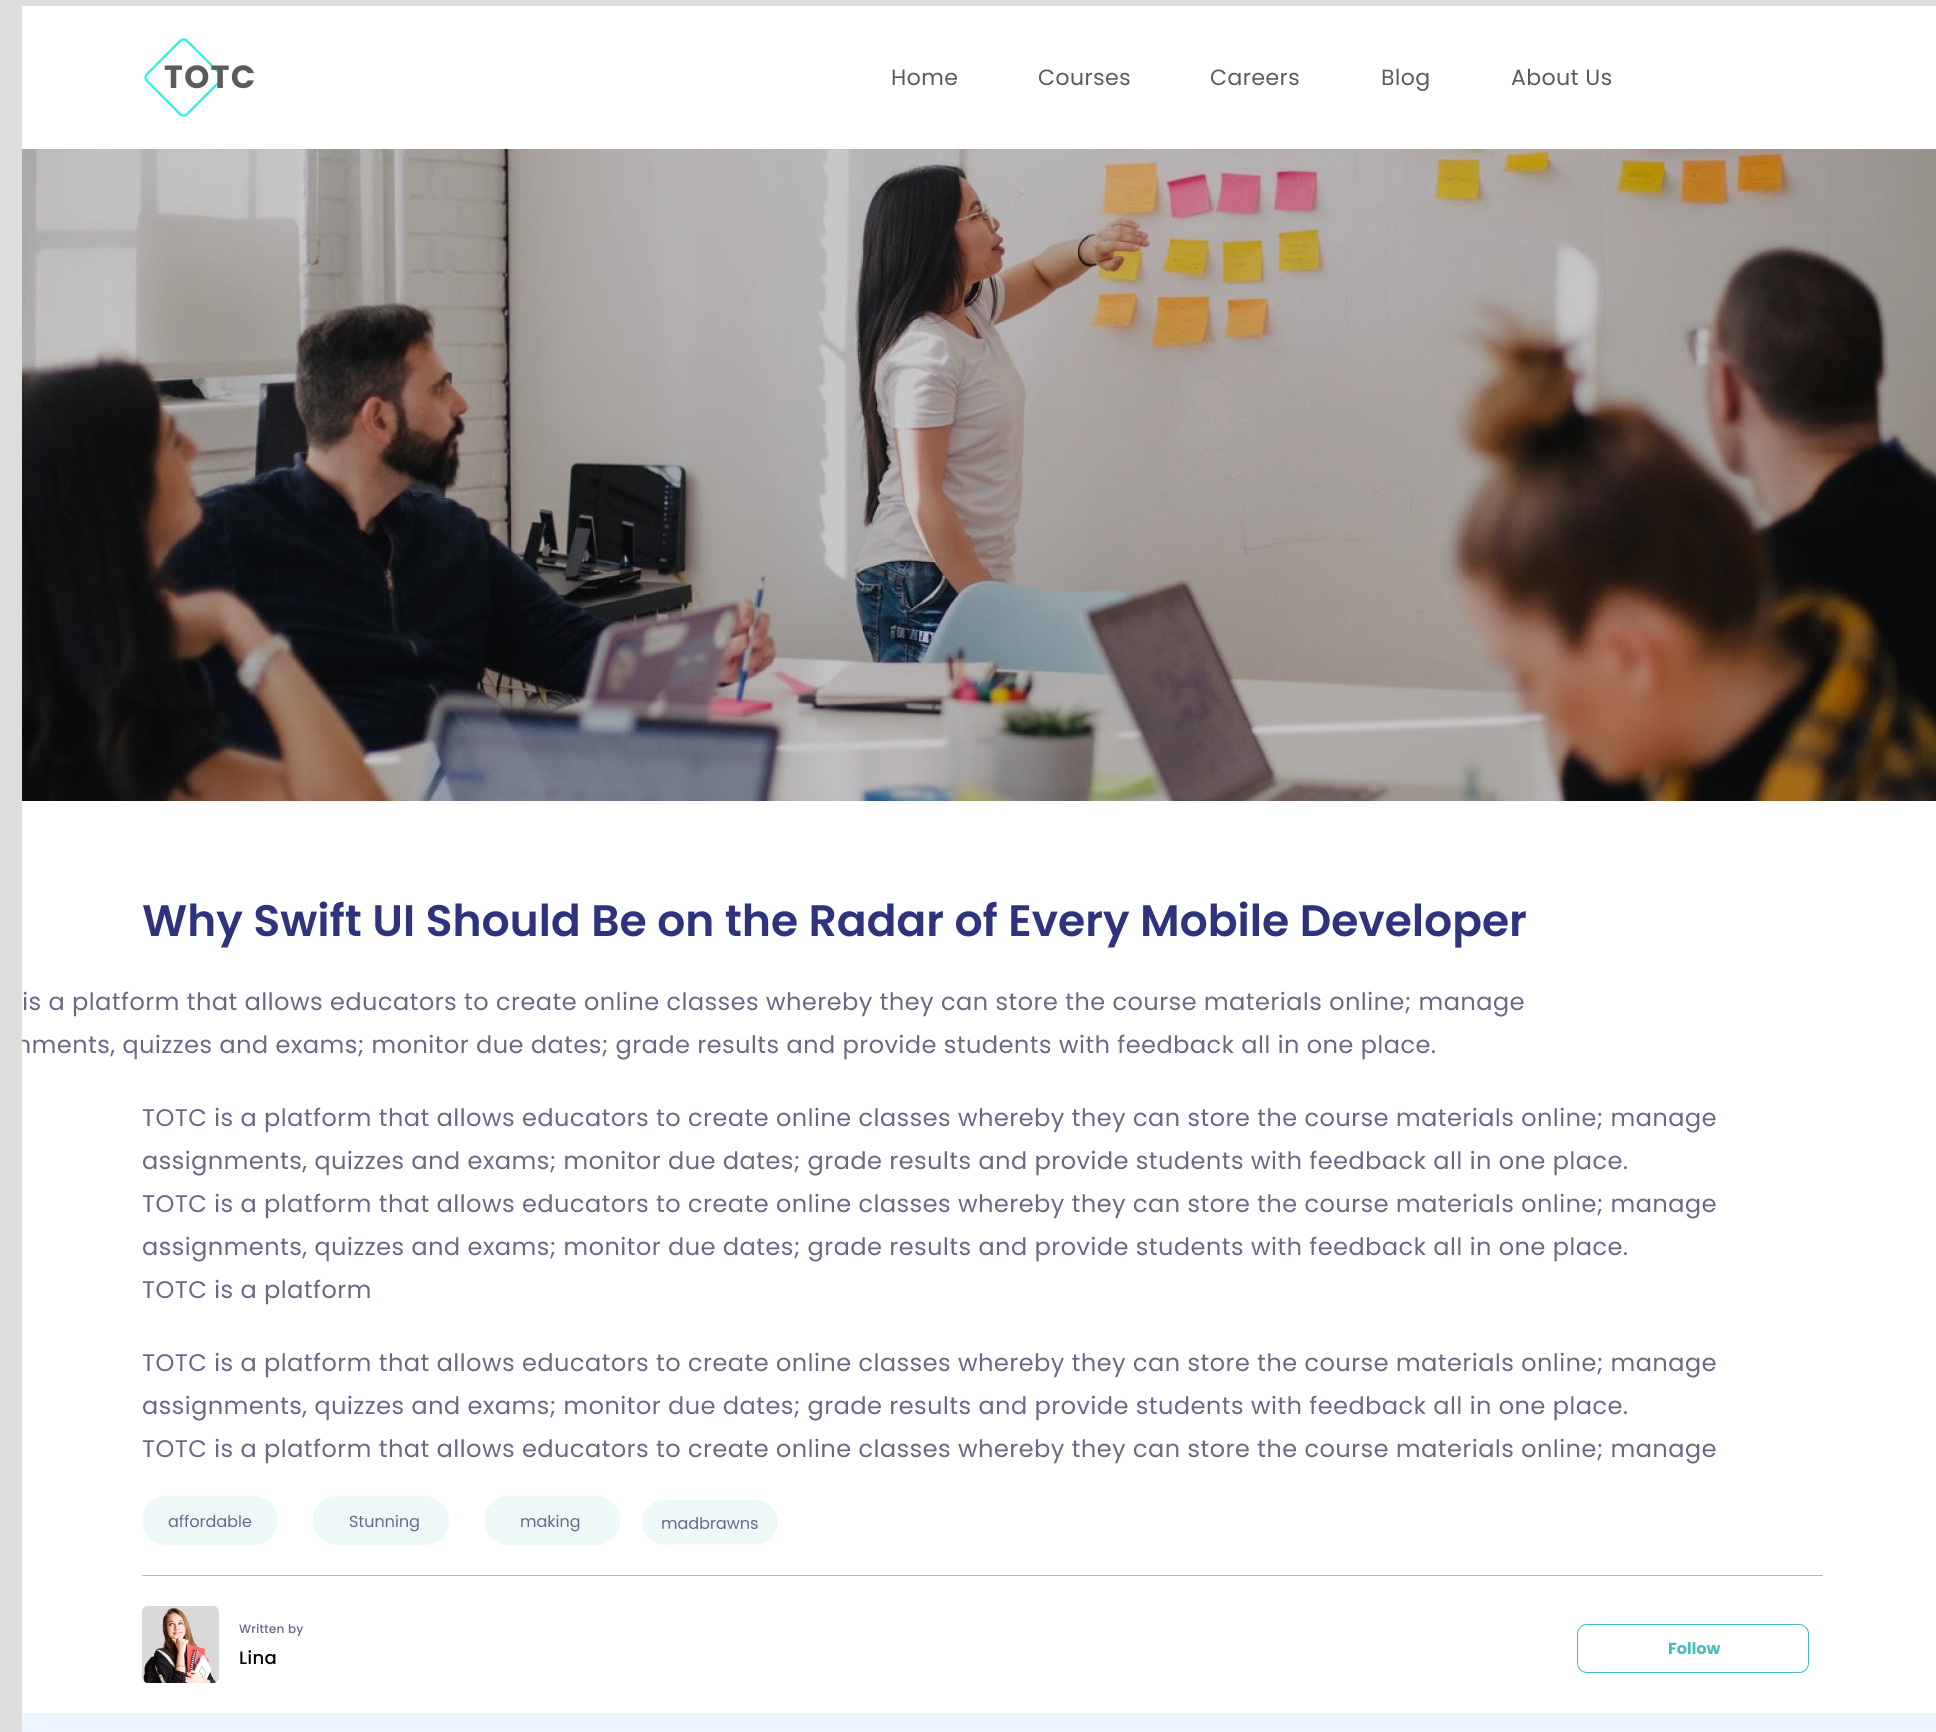 TOTC
Home Courses Careers Blog About Us
Why Swift UI Should Be on the Radar of Every Mobile Developer
is a platform that allows educators to create online classes whereby they can store the course materials online; manage
nments, quizzes and exams; monitor due dates; grade results and provide students with feedback all in one place.
TOTC is a platform that allows educators to create online classes whereby they can store the course materials online; manage
assignments, quizzes and exams; monitor due dates; grade results and provide students with feedback all in one place.
TOTC is a platform that allows educators to create online classes whereby they can store the course materials online; manage
assignments, quizzes and exams; monitor due dates; grade results and provide students with feedback all in one place.
TOTC is a platform
TOTC is a platform that allows educators to create online classes whereby they can store the course materials online; manage
assignments, quizzes and exams; monitor due dates; grade results and provide students with feedback all in one place.
TOTC is a platform that allows educators to create online classes whereby they can store the course materials online; manage
affordable Stunning making madbrawns
Written by
Lina
Follow